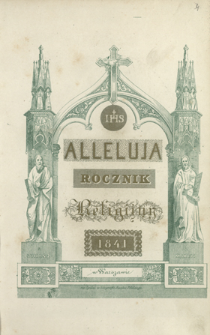 IHS
ALLELUJA
ROCZNIK
Religijny
1841
w Warszawie